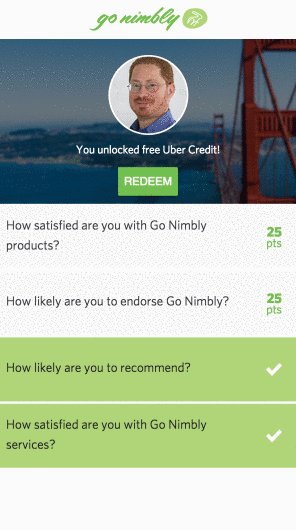 go nimbly
You unlocked free Uber Credit!
REDEEM
How satisfied are you with Go Nimbly
products?
25
pts
How likely are you to endorse Go Nimbly?
25
pts
How likely are you to recommend?
How satisfied are you with Go Nimbly
services?